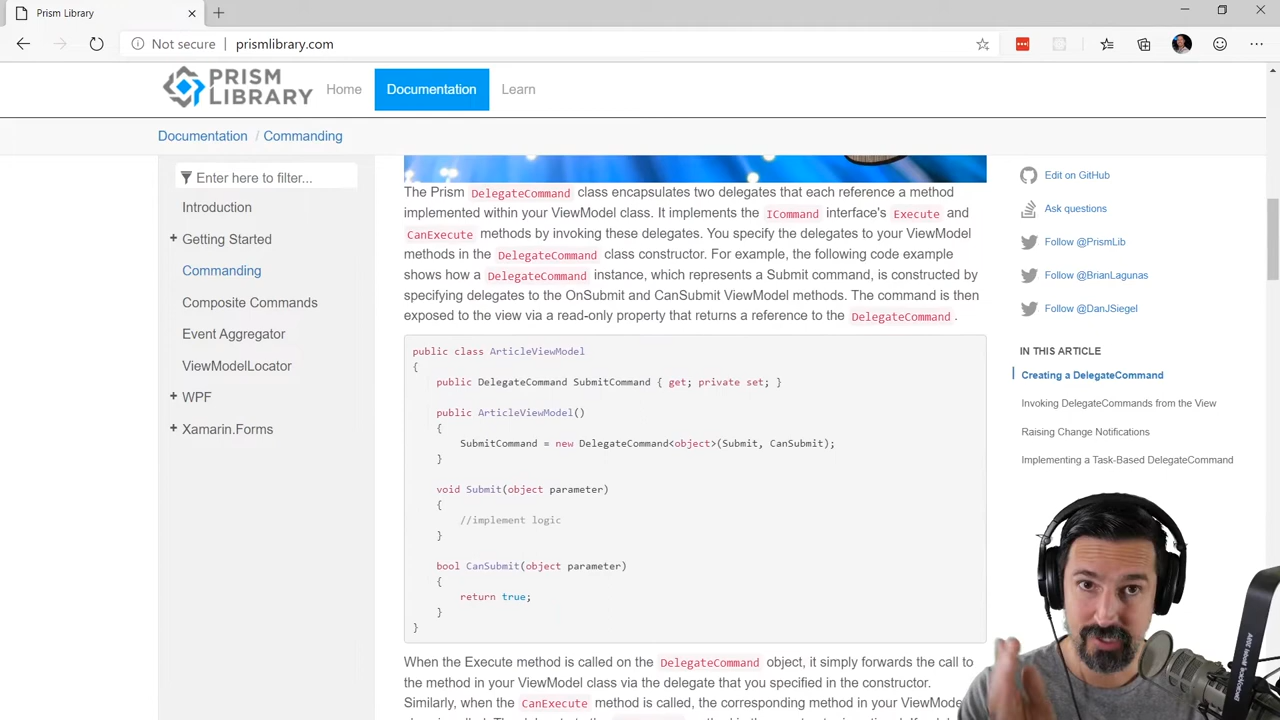 Prism Library
Not secure
prismlibrary.com
PRISM
LIBRARY
Home
Documentation
Learn
Documentation / Commanding
Enter here to filter...
Introduction
+ Getting Started
Commanding
Composite Commands
Event Aggregator
ViewModelLocator
+ WPF
+ Xamarin.Forms
The Prism DelegateCommand class encapsulates two delegates that each reference a method
implemented within your ViewModel class. It implements the ICommand interface's Execute and
CanExecute methods by invoking these delegates. You specify the delegates to your ViewModel
methods in the DelegateCommand class constructor. For example, the following code example
shows how a DelegateCommand instance, which represents a Submit command, is constructed by
specifying delegates to the OnSubmit and CanSubmit ViewModel methods. The command is then
exposed to the view via a read-only property that returns a reference to the DelegateCommand.
public class ArticleViewModel
{
public DelegateCommand SubmitCommand { get; private set; }
public ArticleViewModel()
{
SubmitCommand = new DelegateCommand<object>(Submit, CanSubmit);
}
void Submit(object parameter)
{
//implement logic
}
bool CanSubmit(object parameter)
{
return true;
}
}
When the Execute method is called on the DelegateCommand object, it simply forwards the call to
the method in your ViewModel class via the delegate that you specified in the constructor.
Similarly, when the CanExecute method is called, the corresponding method in your ViewMode
Edit on GitHub
Ask questions
Follow @PrismLib
Follow @BrianLagunas
Follow @DanJSiegel
IN THIS ARTICLE
Creating a DelegateCommand
Invoking DelegateCommands from the View
Raising Change Notifications
Implementing a Task-Based DelegateCommand